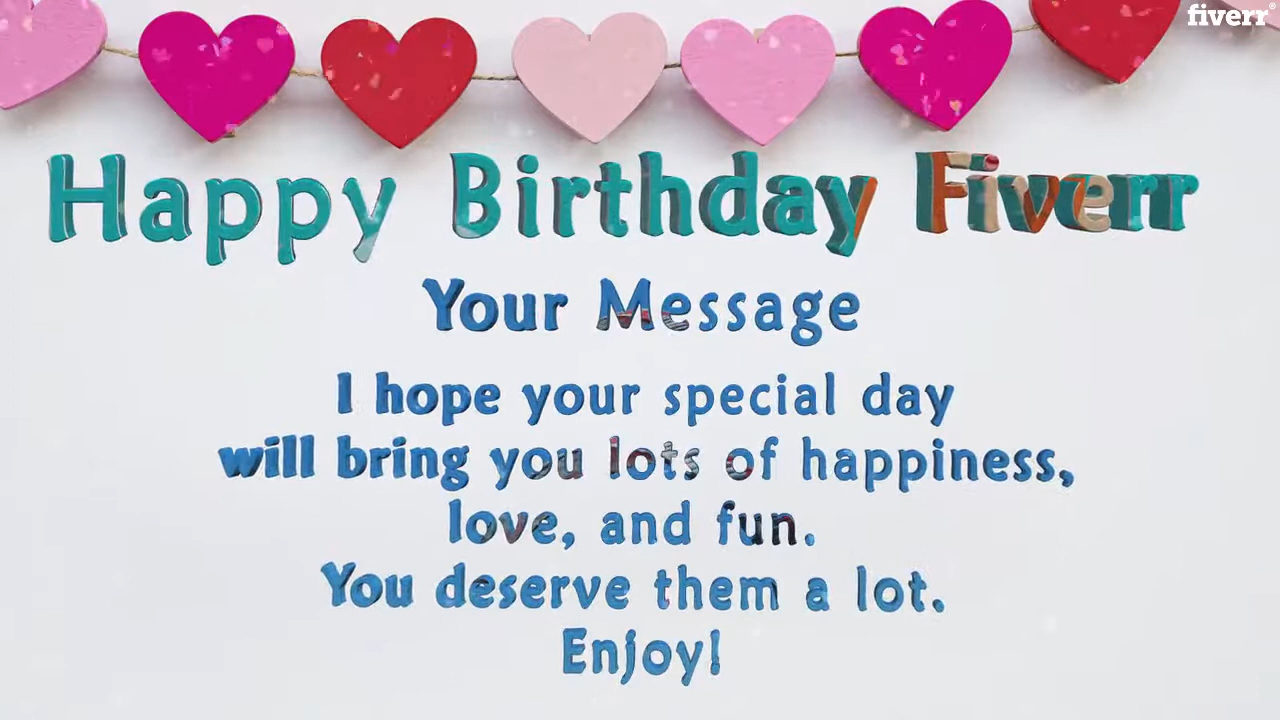 fiverr®
Happy Birthday Fiverr
Your Message
I hope your special day
will bring you lots of happiness,
love, and fun.
You deserve them a lot.
Enjoy!